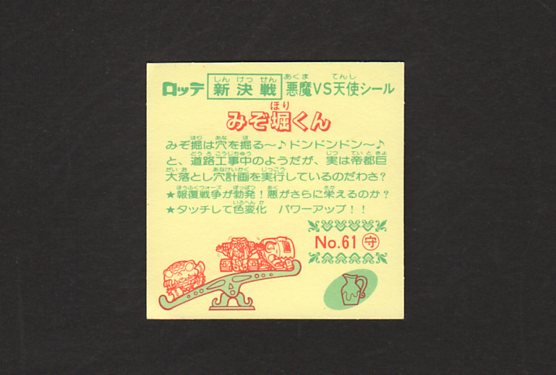 ロッテ 新決戦 悪魔VS天使シール
みぞ堀くん
みぞ掘は穴を掘る〜♪ドンドンドン〜♪
と、道路工事中のようだが、実は帝都巨
大落とし穴計画を実行しているのだわさ?
★報復戦争が勃発!悪がさらに栄えるのか?
★タッチして色変化 パワーアップ!!
No.61 守